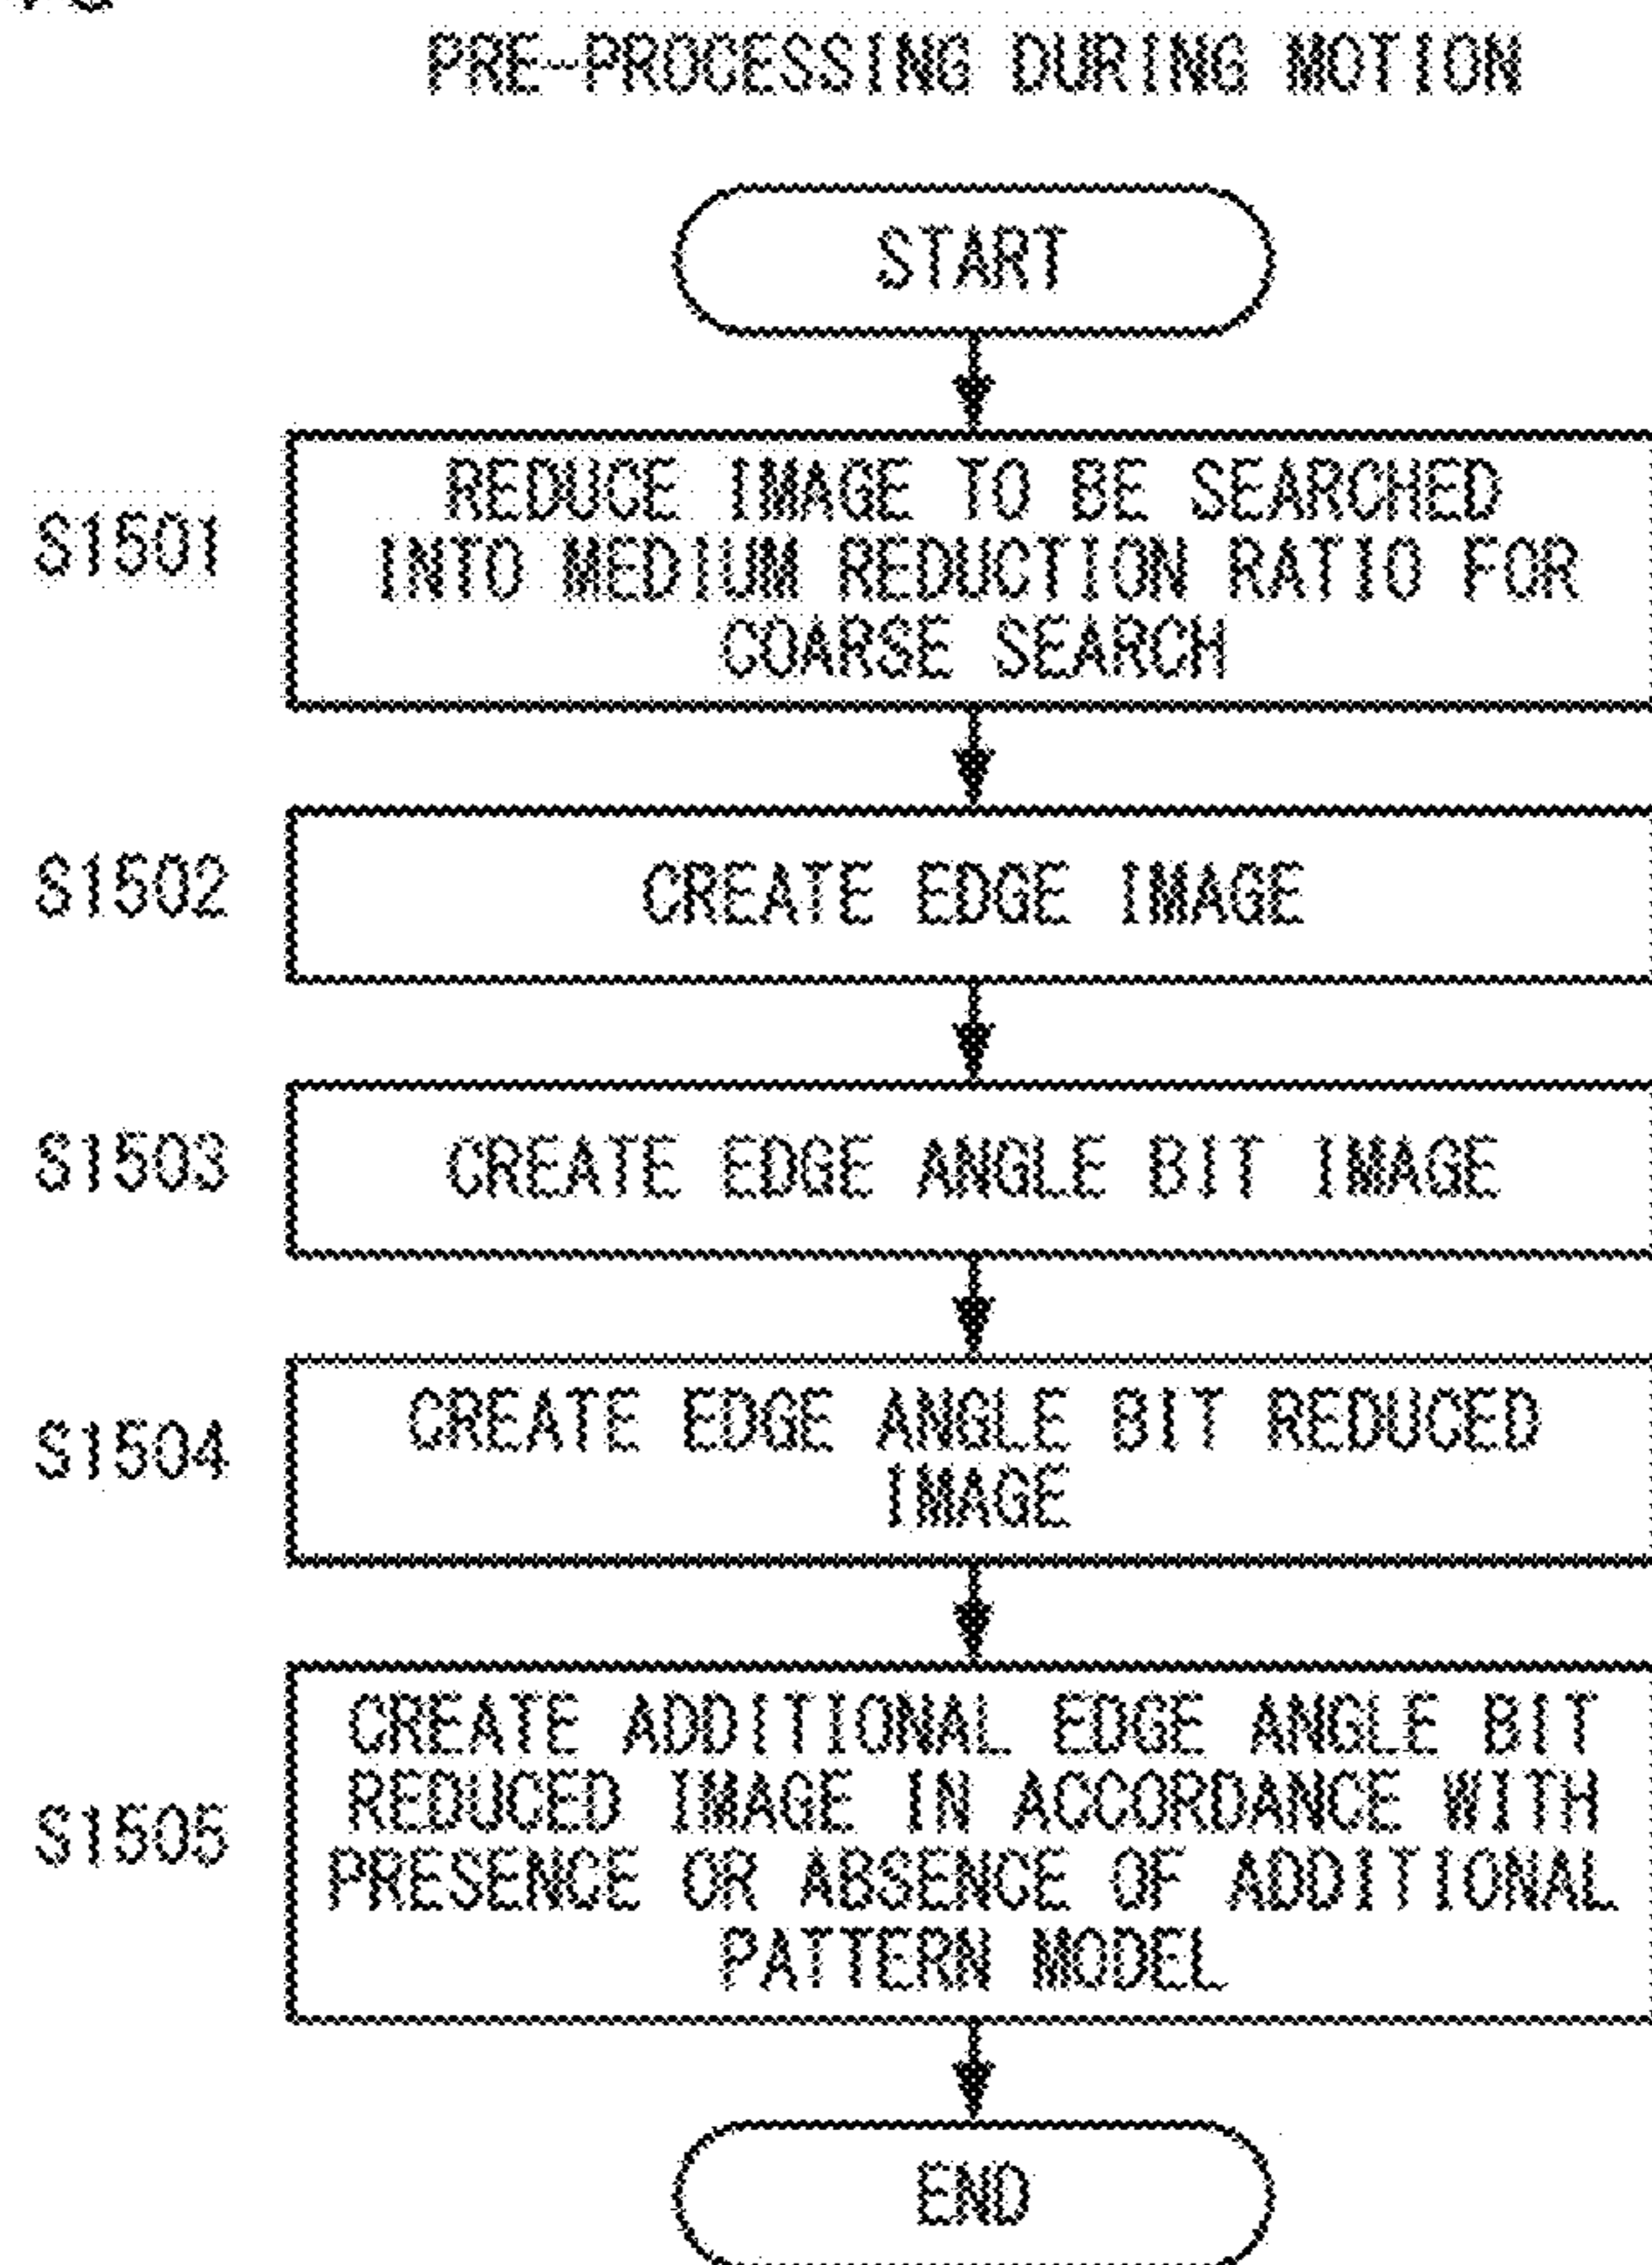 PRE-PROCESSING DURING MOTION
START
S1501
REDUCE IMAGE TO BE SEARCHED
INTO MEDIUM REDUCTION RATIO FOR
COARSE SEARCH
S1502
CREATE EDGE IMAGE
S1503
CREATE EDGE ANGLE BIT IMAGE
S1504
CREATE EDGE ANGLE BIT REDUCED
IMAGE
S1505
CREATE ADDITIONAL EDGE ANGLE BIT
REDUCED IMAGE IN ACCORDANCE WITH
PRESENCE OR ABSENCE OF ADDITIONAL
PATTERN MODEL
END